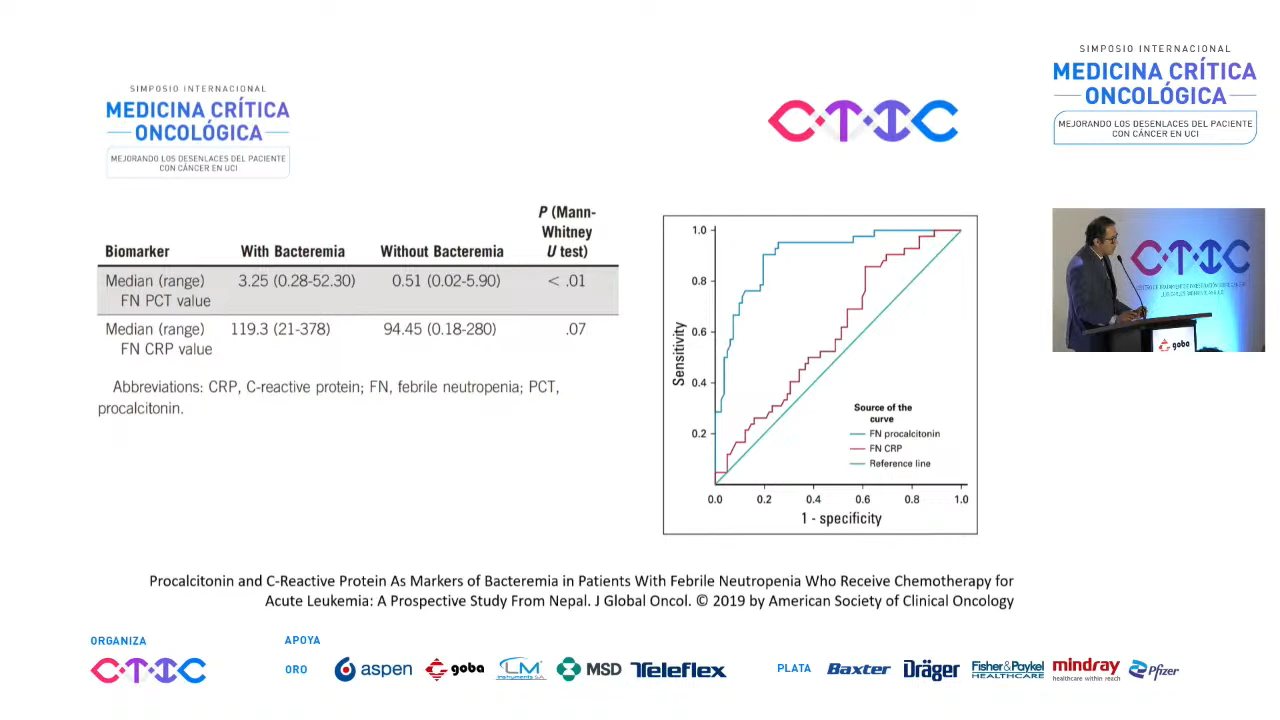 SIMPOSIO INTERNACIONAL
MEDICINA CRÍTICA
ONCOLÓGICA
MEJORANDO LOS DESENLACES DEL PACIENTE
CON CÁNCER EN UCI
CTIC
SIMPOSIO INTERNACIONAL
MEDICINA CRÍTICA
ONCOLÓGICA
MEJORANDO LOS DESENLACES DEL PACIENTE
CON CÁNCER EN UCI
P (Mann-
Whitney
Biomarker With Bacteremia Without Bacteremia U test)
Median (range) 3.25 (0.28-52.30) 0.51 (0.02-5.90) < .01
FN PCT value
Median (range) 119.3 (21-378) 94.45 (0.18-280) .07
FN CRP value
Abbreviations: CRP, C-reactive protein; FN, febrile neutropenia; PCT,
procalcitonin.
1.0
0.8
0.6
0.4
0.2
Sensitivity
Source of the
curve
FN procalcitonin
FN CRP
Reference line
0.0 0.2 0.4 0.6 0.8 1.0
1 - specificity
CTIC
goba
Procalcitonin and C-Reactive Protein As Markers of Bacteremia in Patients With Febrile Neutropenia Who Receive Chemotherapy for
Acute Leukemia: A Prospective Study From Nepal. J Global Oncol. © 2019 by American Society of Clinical Oncology
ORGANIZA
CTIC
APOYA
ORO aspen goba LM instruments S.A. MSD Teleflex
PLATA Baxter Dräger Fisher & Paykel HEALTHCARE mindray healthcare within reach Pfizer